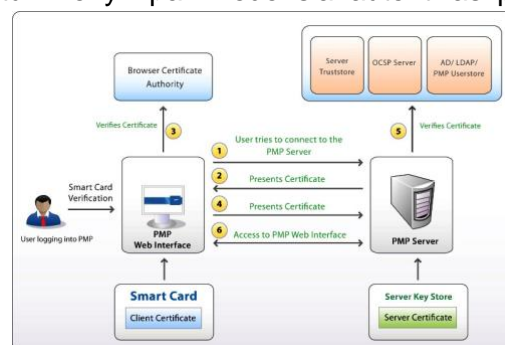 Server
Truststore
OCSP Server
AD/ LDAP/
PMP Userstore
Browser Certificate
Authority
Verifies Certificate
3
5
Verifies Certificate
1
User tries to connect to the
PMP Server
2
Presents Certificate
Smart Card
Verification
4
Presents Certificate
User logging into PMP
PMP
Web Interface
6
Access to PMP Web Interface
PMP Server
Smart Card
Client Certificate
Server Key Store
Server Certificate